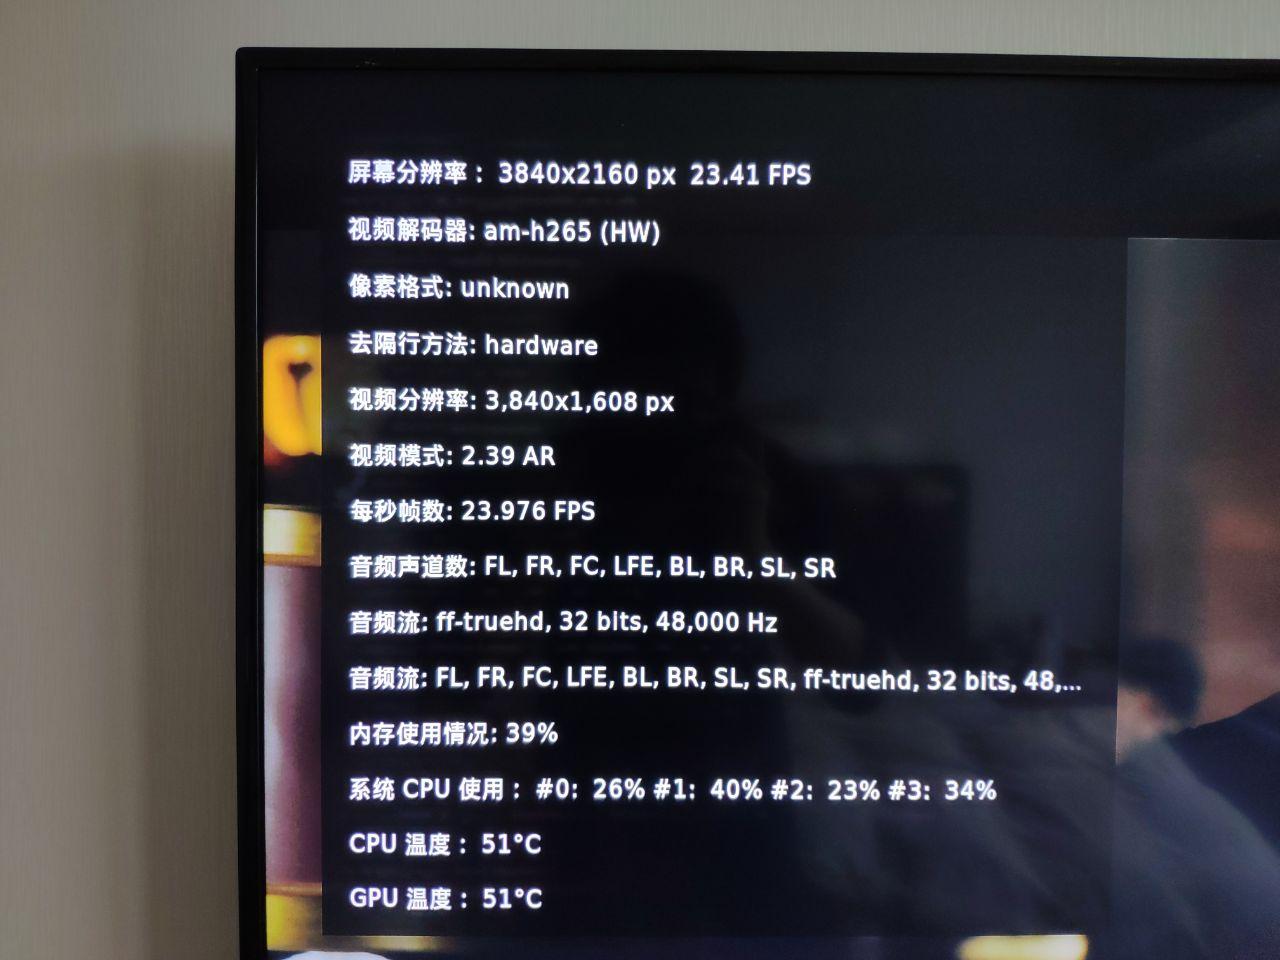 屏幕分辨率： 3840x2160 px 23.41 FPS
视频解码器: am-h265 (HW)
像素格式: unknown
去隔行方法: hardware
视频分辨率: 3,840x1,608 px
视频模式: 2.39 AR
每秒帧数: 23.976 FPS
音频声道数: FL, FR, FC, LFE, BL, BR, SL, SR
音频流: ff-truehd, 32 bits, 48,000 Hz
音频流: FL, FR, FC, LFE, BL, BR, SL, SR, ff-truehd, 32 bits, 48,...
内存使用情况: 39%
系统 CPU 使用： #0: 26% #1: 40% #2: 23% #3: 34%
CPU 温度： 51°C
GPU 温度： 51°C